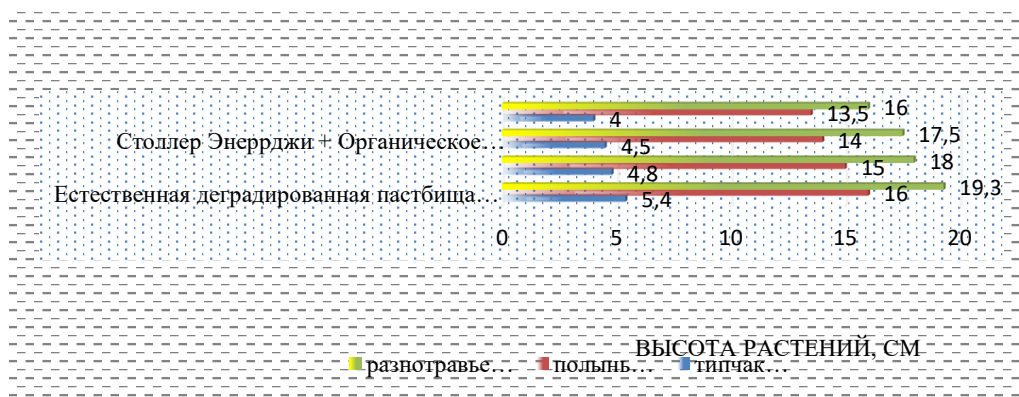 16
13,5
4
Столлер Энеррджи + Органическое…
17,5
14
4,5
18
15
4,8
Естественная деградированная пастбища…
19,3
16
5,4
0 5 10 15 20
ВЫСОТА РАСТЕНИЙ, СМ
разнотравье… полынь… типчак…